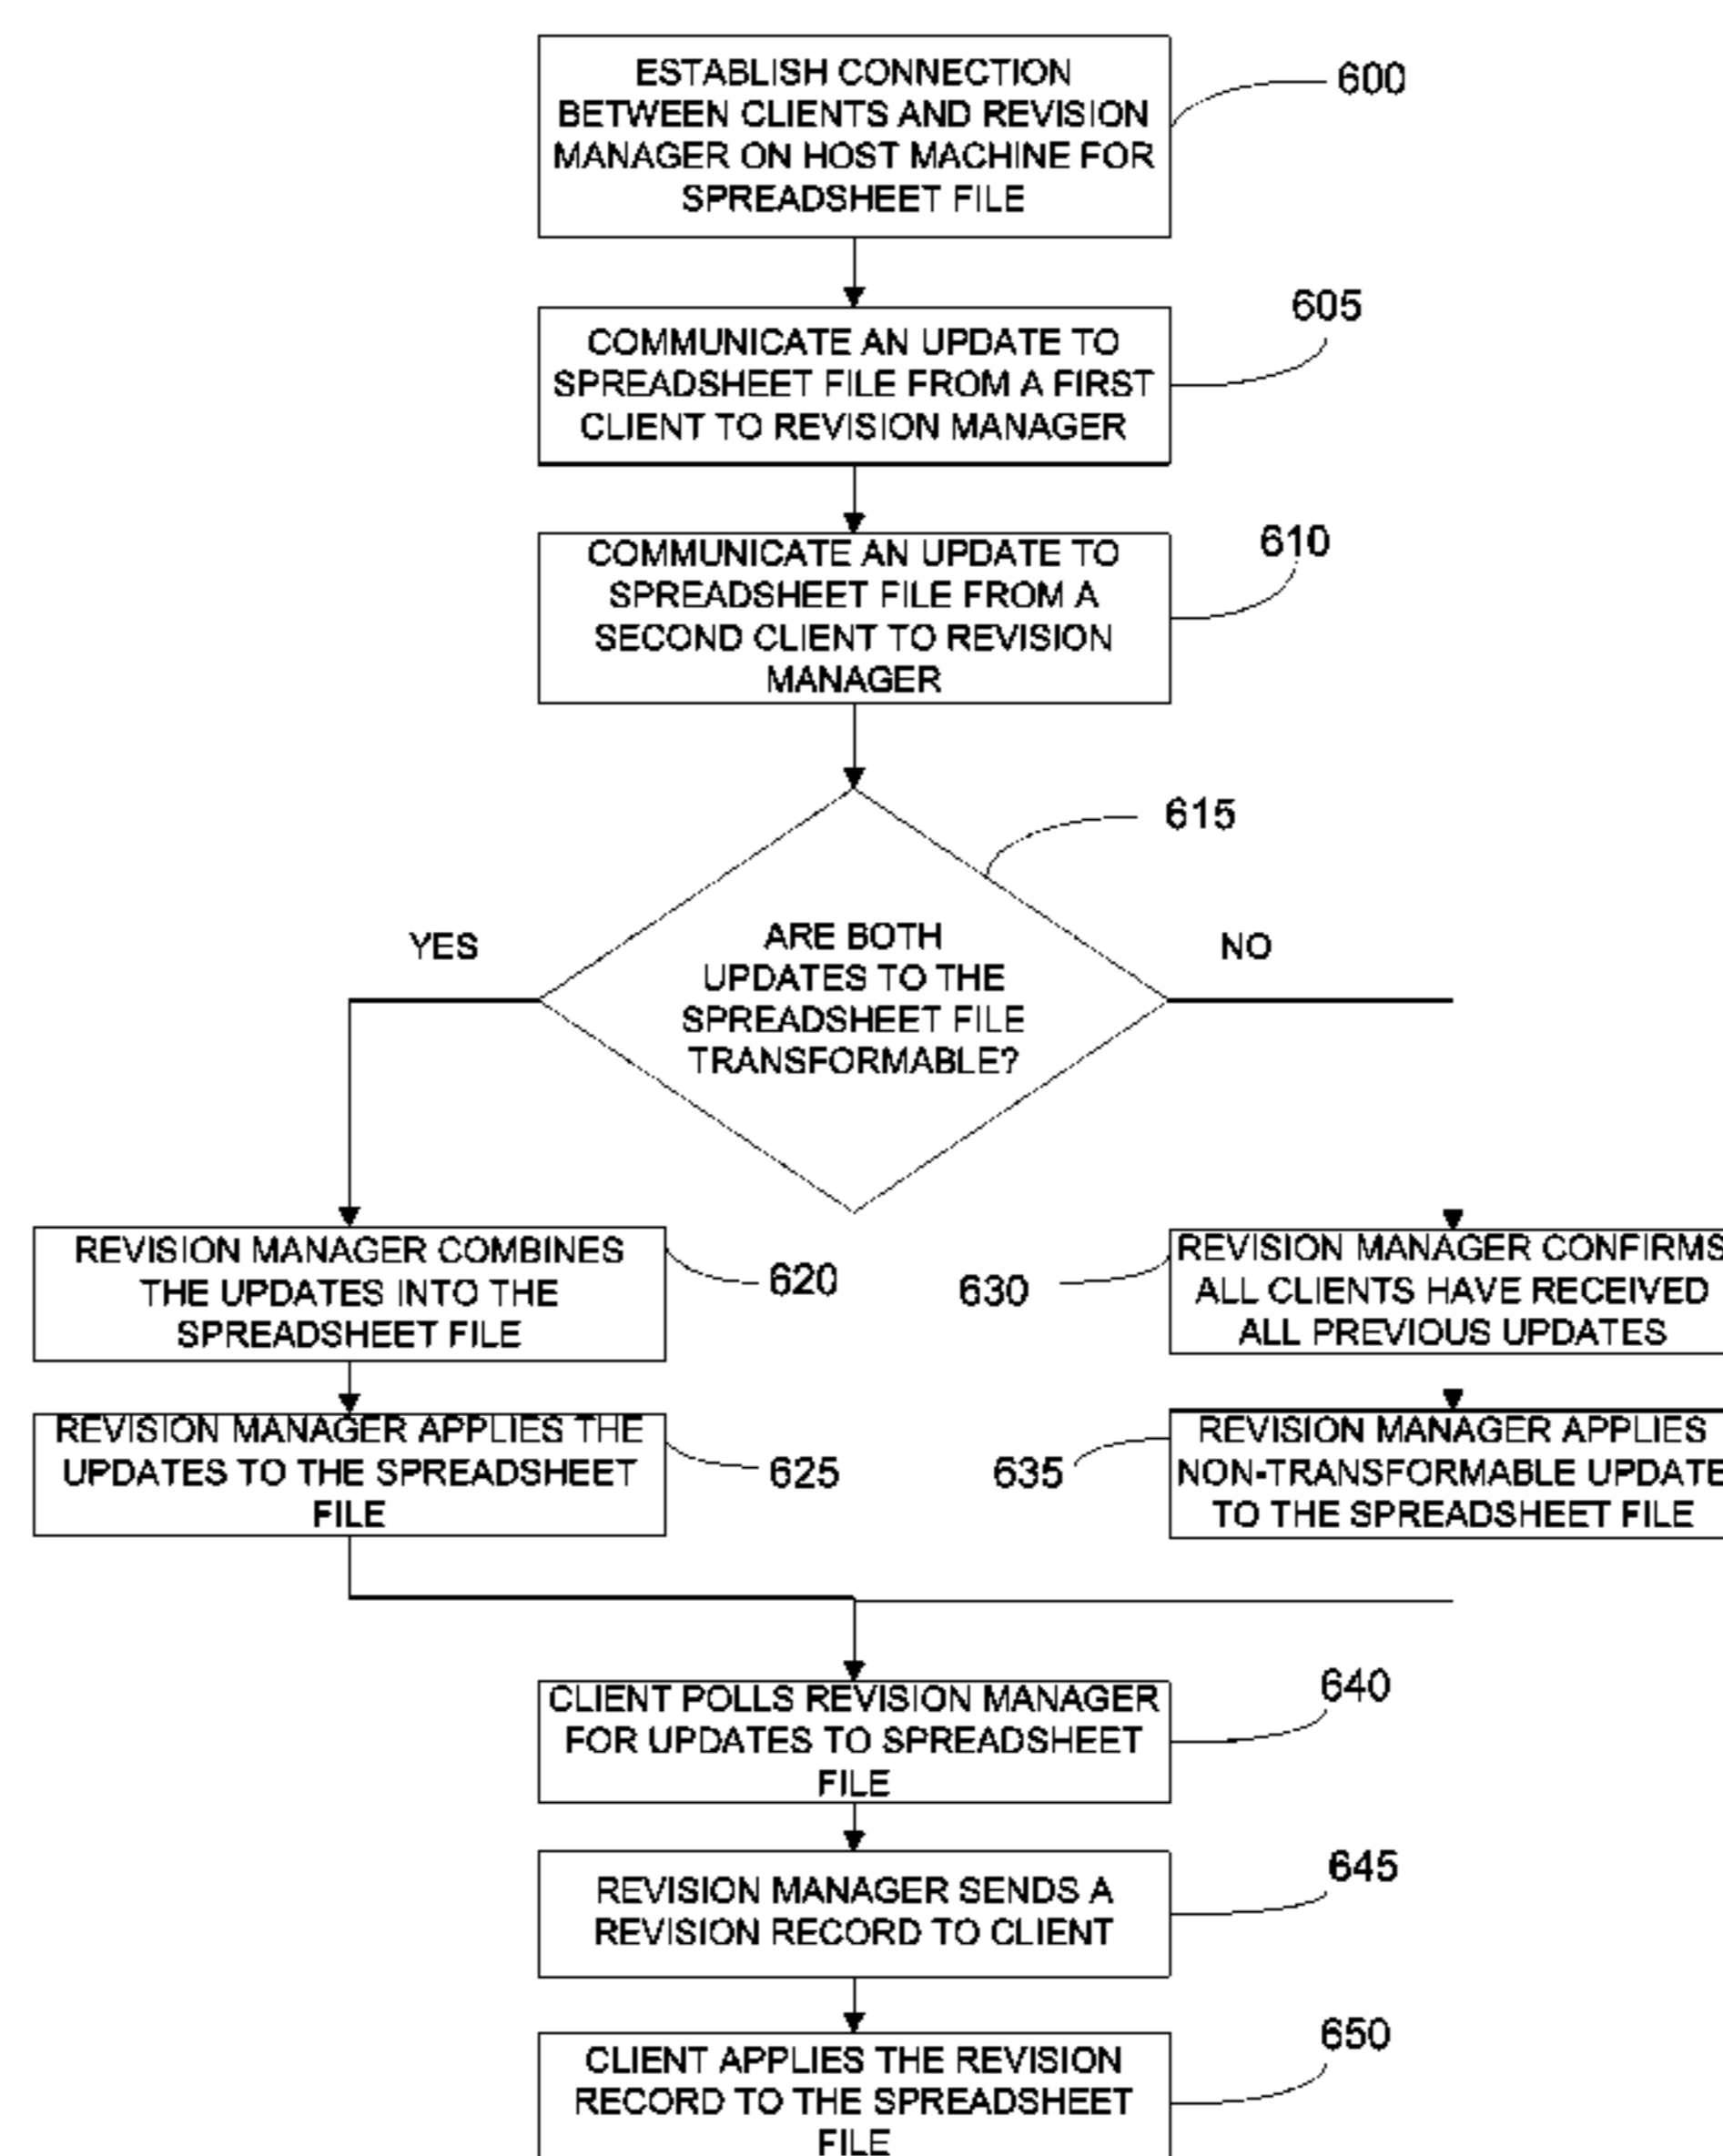 ESTABLISH CONNECTION
BETWEEN CLIENTS AND REVISION
MANAGER ON HOST MACHINE FOR
SPREADSHEET FILE
600
COMMUNICATE AN UPDATE TO
SPREADSHEET FILE FROM A FIRST
CLIENT TO REVISION MANAGER
605
COMMUNICATE AN UPDATE TO
SPREADSHEET FILE FROM A
SECOND CLIENT TO REVISION
MANAGER
610
615
ARE BOTH
UPDATES TO THE
SPREADSHEET FILE
TRANSFORMABLE?
YES
NO
REVISION MANAGER COMBINES
THE UPDATES INTO THE
SPREADSHEET FILE
620
REVISION MANAGER APPLIES THE
UPDATES TO THE SPREADSHEET
FILE
625
630
REVISION MANAGER CONFIRMS
ALL CLIENTS HAVE RECEIVED
ALL PREVIOUS UPDATES
635
REVISION MANAGER APPLIES
NON-TRANSFORMABLE UPDATE
TO THE SPREADSHEET FILE
CLIENT POLLS REVISION MANAGER
FOR UPDATES TO SPREADSHEET
FILE
640
REVISION MANAGER SENDS A
REVISION RECORD TO CLIENT
645
CLIENT APPLIES THE REVISION
RECORD TO THE SPREADSHEET
FILE
650